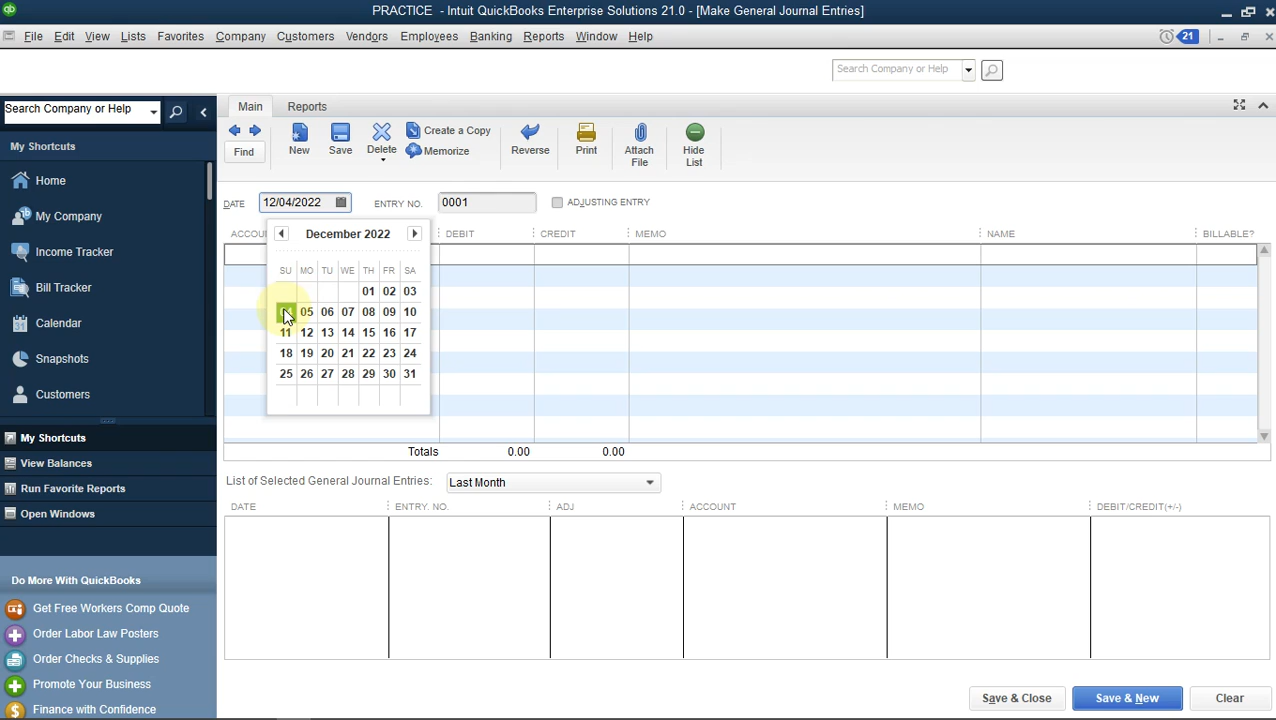 PRACTICE - Intuit QuickBooks Enterprise Solutions 21.0 - [Make General Journal Entries]
File Edit View Lists Favorites Company Customers Vendors Employees Banking Reports Window Help 21
Search Company or Help
Search Company or Help
Main Reports
My Shortcuts
Find New Save Delete Create a Copy Memorize Reverse Print Attach File Hide List
Home
My Company
Income Tracker
Bill Tracker
Calendar
Snapshots
Customers
My Shortcuts
View Balances
Run Favorite Reports
Open Windows
Do More With QuickBooks
Get Free Workers Comp Quote
Order Labor Law Posters
Order Checks & Supplies
Promote Your Business
Finance with Confidence
DATE 12/04/2022 ENTRY NO. 0001 ADJUSTING ENTRY
ACCOU DEBIT CREDIT MEMO NAME BILLABLE?
December 2022
SU MO TU WE TH FR SA
01 02 03
05 06 07 08 09 10
11 12 13 14 15 16 17
18 19 20 21 22 23 24
25 26 27 28 29 30 31
Totals 0.00 0.00
List of Selected General Journal Entries: Last Month
DATE ENTRY. NO. ADJ ACCOUNT MEMO DEBIT/CREDIT(+/-)
Save & Close Save & New Clear